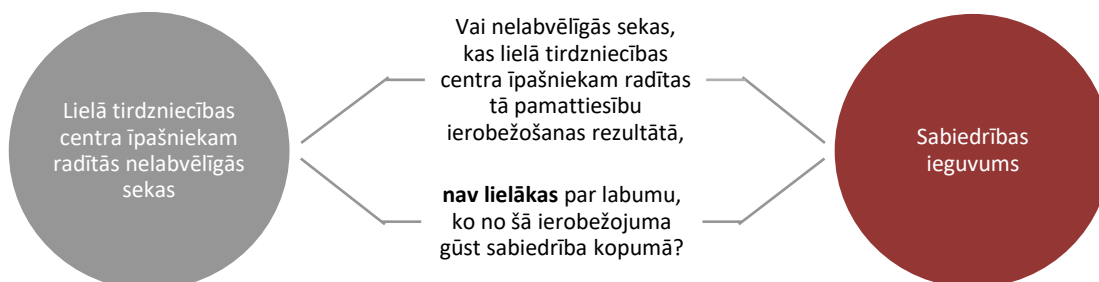 Lielā tirdzniecības
centra īpašniekam
radītās nelabvēlīgās
sekas
Vai nelabvēlīgās sekas,
kas lielā tirdzniecības
centra īpašniekam radītas
tā pamattiesību
ierobežošanas rezultātā,
nav lielākas par labumu,
ko no šā ierobežojuma
gūst sabiedrība kopumā?
Sabiedrības
ieguvums